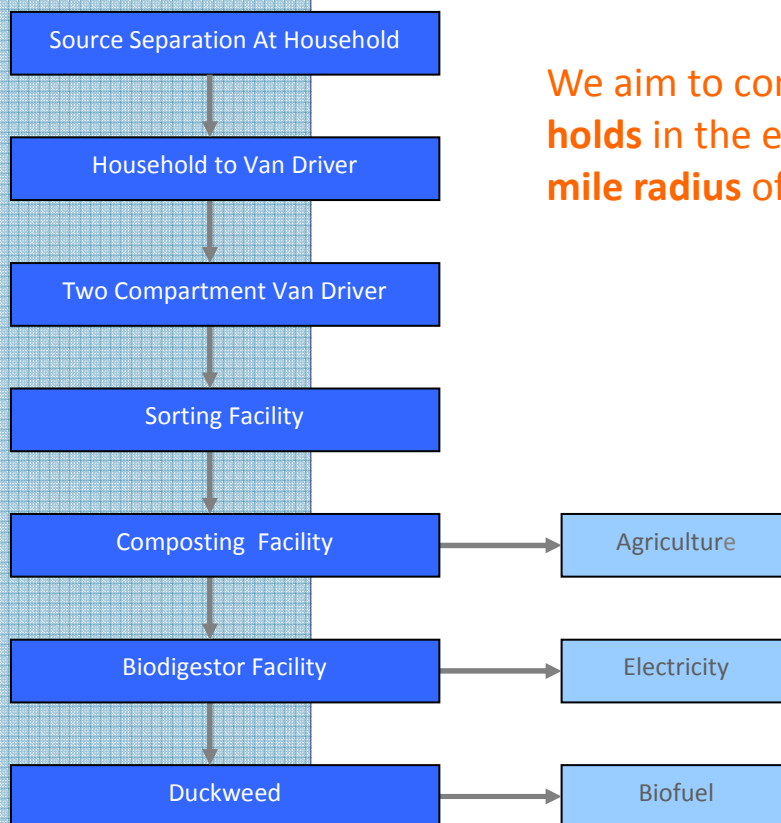 Source Separation At Household
We aim to
holds in the
mile radius
Household to Van Driver
Two Compartment Van Driver
Sorting Facility
Composting Facility
Agriculture
Biodigestor Facility
Electricity
Duckweed
Biofuel